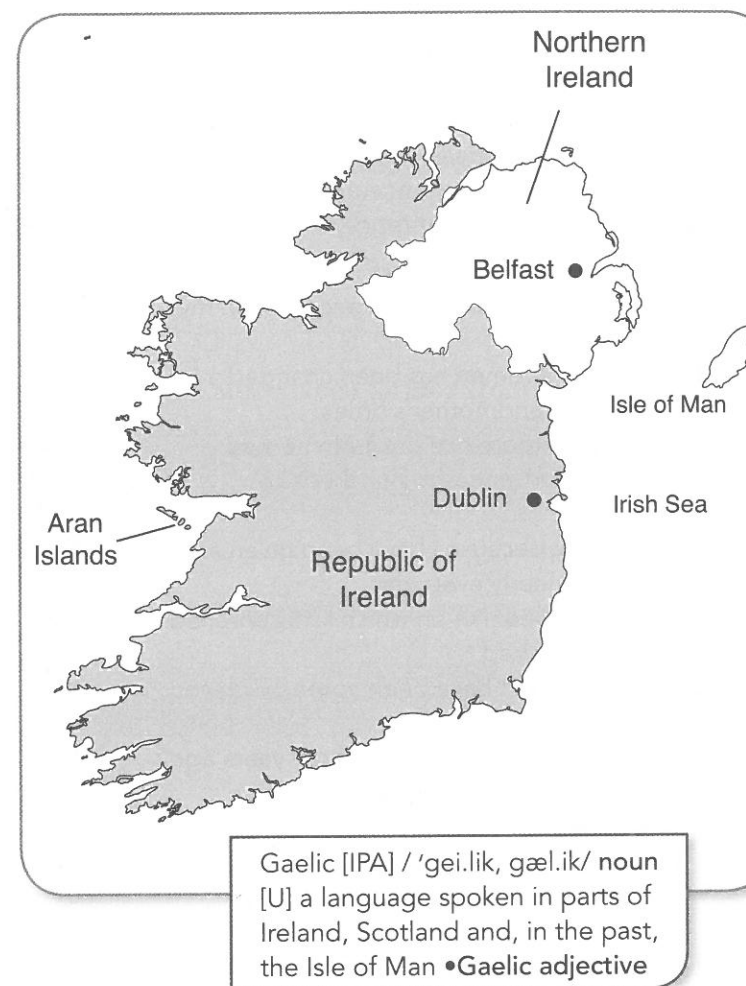 Northern
Ireland
Belfast
Isle of Man
Dublin
Irish Sea
Aran
Islands
Republic of
Ireland
Gaelic [IPA] / 'gei.lik, gæl.ik/ noun
[U] a language spoken in parts of
Ireland, Scotland and, in the past,
the Isle of Man •Gaelic adjective